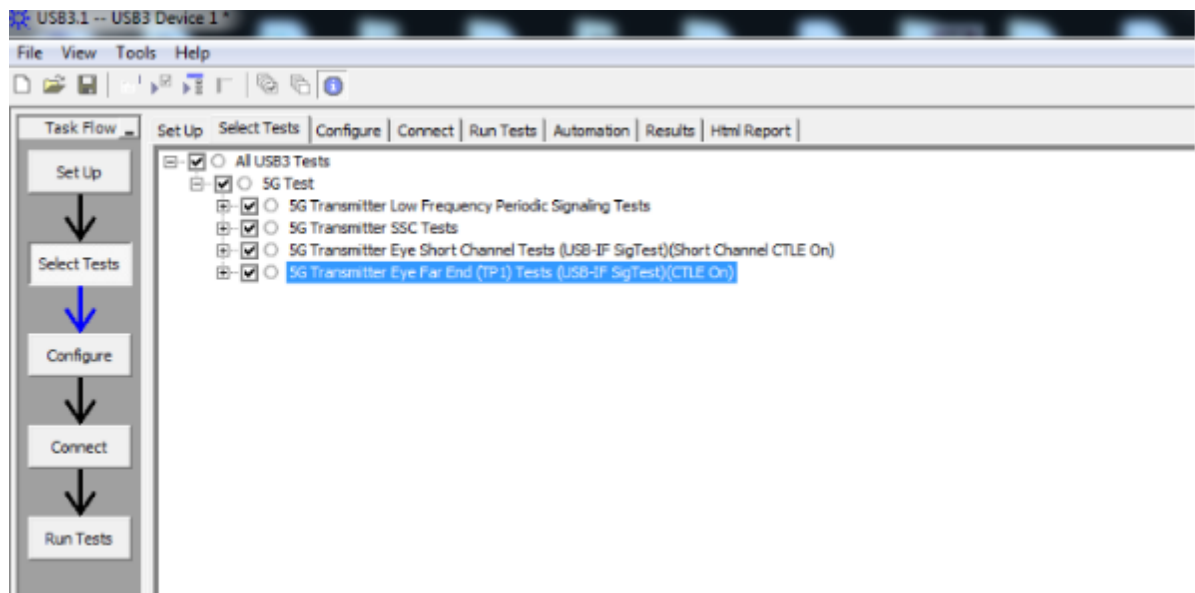 USB3.1 -- USB3 Device 1 *
File View Tools Help
Task Flow
Set Up Select Tests Configure Connect Run Tests Automation Results Html Report
Set Up
Select Tests
Configure
Connect
Run Tests
All USB3 Tests
5G Test
5G Transmitter Low Frequency Periodic Signaling Tests
5G Transmitter SSC Tests
5G Transmitter Eye Short Channel Tests (USB-IF SigTest)(Short Channel CTLE On)
5G Transmitter Eye Far End (TP1) Tests (USB-IF SigTest)(CTLE On)